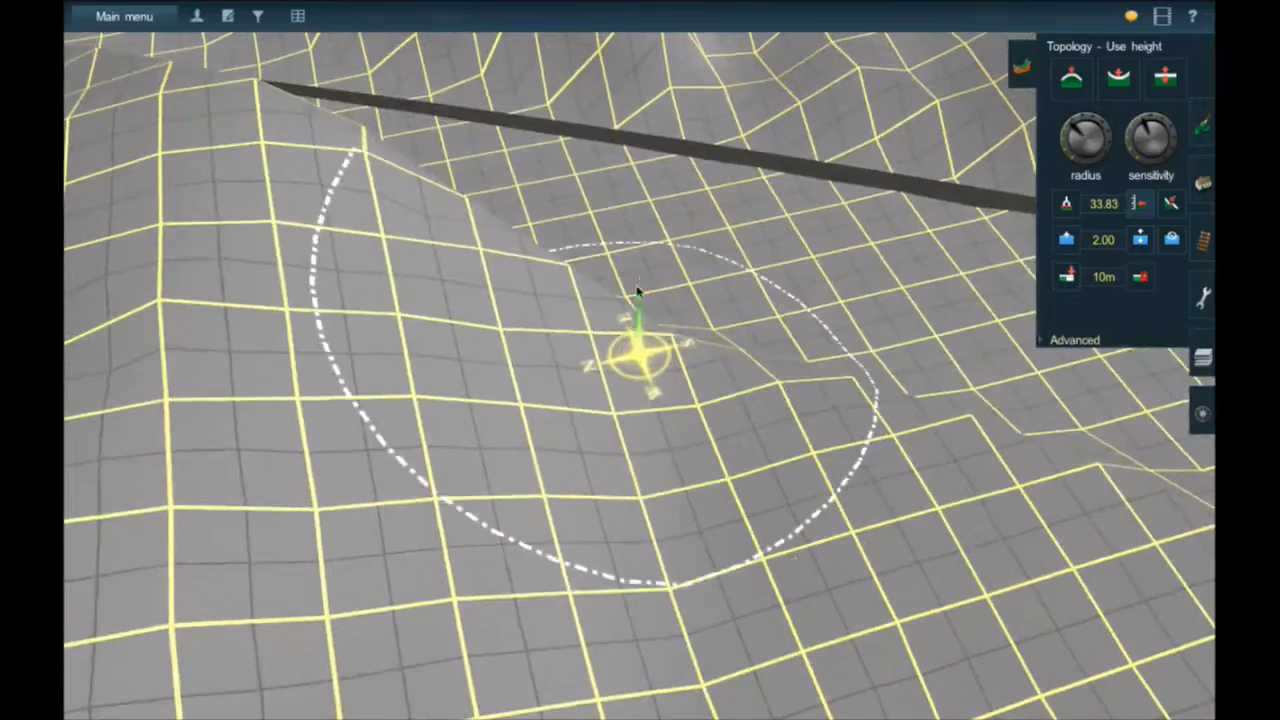 Main menu
?
Topology - Use height
radius
sensitivity
33.83
2.00
10m
Advanced